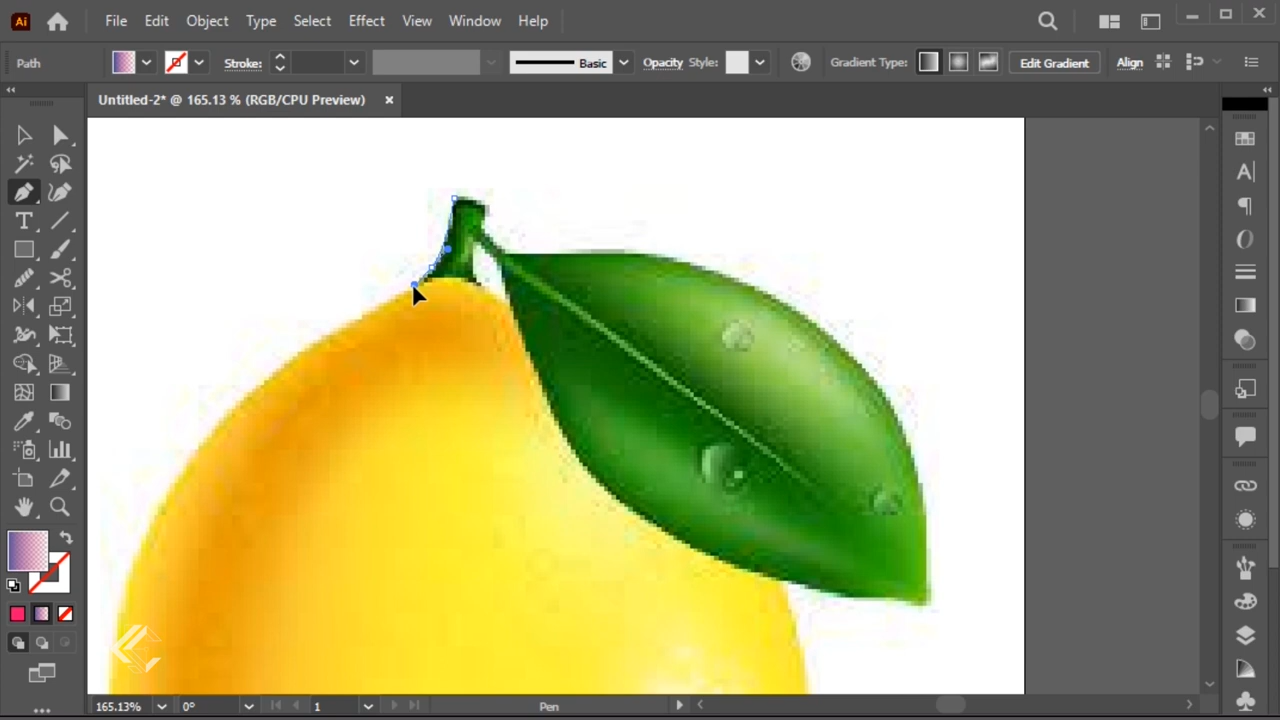 Ai File Edit Object Type Select Effect View Window Help
Path Stroke: Basic Opacity Style: Gradient Type: Edit Gradient Align
Untitled-2* @ 165.13 % (RGB/CPU Preview)
165.13% 0° 1 Pen